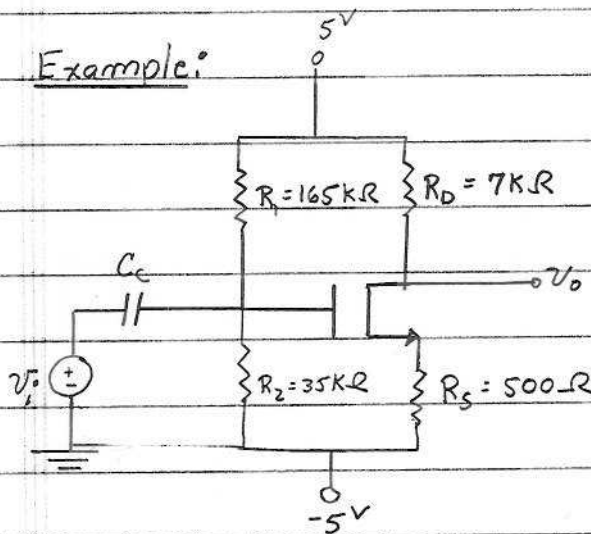 5V
Example:
R1 = 165KΩ
RD = 7KΩ
Cc
vo
vi
+
-
R2 = 35KΩ
RS = 500Ω
-5V